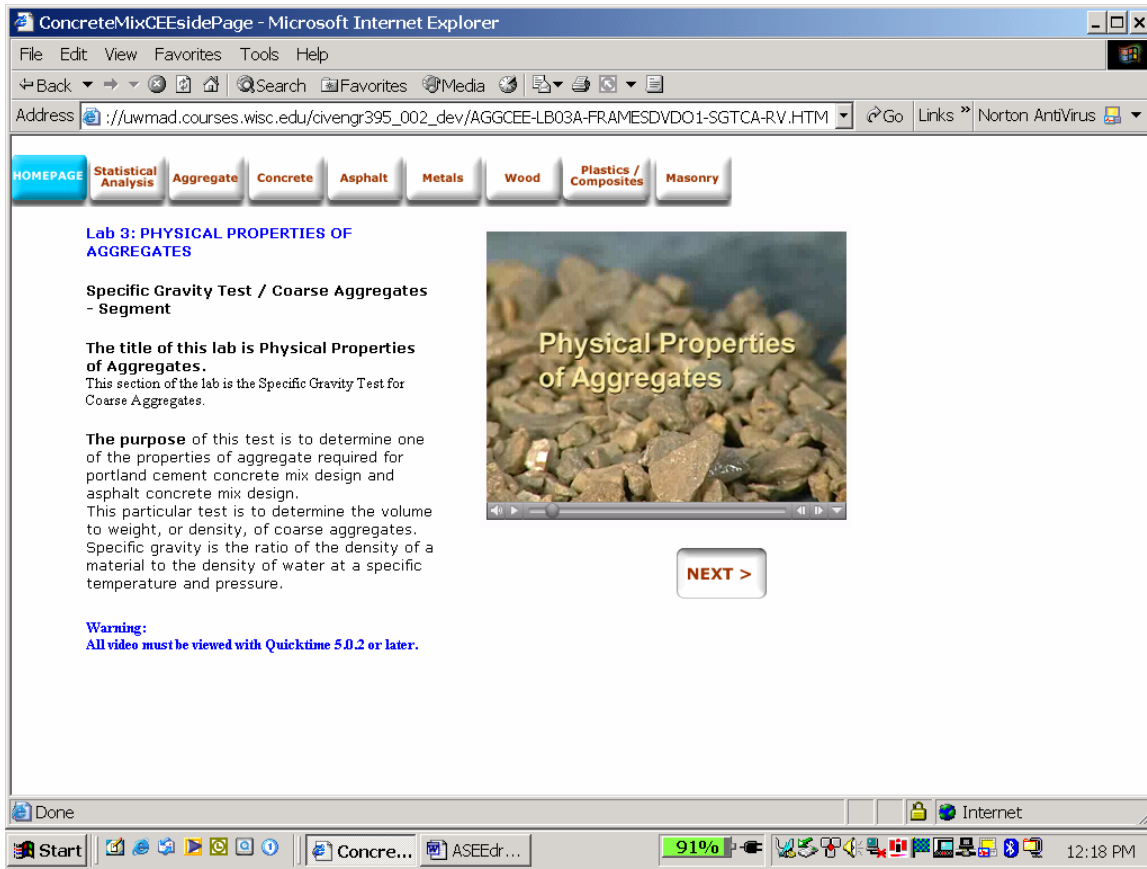 ConcreteMixCEEsidePage - Microsoft Internet Explorer
File Edit View Favorites Tools Help
Back Search Favorites Media
Address ://uwmad.courses.wisc.edu/civengr395_002_dev/AGGCEE-LB03A-FRAMESDVDO1-SGTCA-RV.HTM Go Links » Norton AntiVirus
HOMEPAGE
Statistical
Analysis
Aggregate
Concrete
Asphalt
Metals
Wood
Plastics /
Composites
Masonry
Lab 3: PHYSICAL PROPERTIES OF
AGGREGATES
Specific Gravity Test / Coarse Aggregates
- Segment
The title of this lab is Physical Properties
of Aggregates.
This section of the lab is the Specific Gravity Test for
Coarse Aggregates.
The purpose of this test is to determine one
of the properties of aggregate required for
portland cement concrete mix design and
asphalt concrete mix design.
This particular test is to determine the volume
to weight, or density, of coarse aggregates.
Specific gravity is the ratio of the density of a
material to the density of water at a specific
temperature and pressure.
Warning:
All video must be viewed with Quicktime 5.0.2 or later.
Physical Properties
of Aggregates
NEXT >
Done
Internet
Start
Concre...
ASEEdr...
91%
12:18 PM